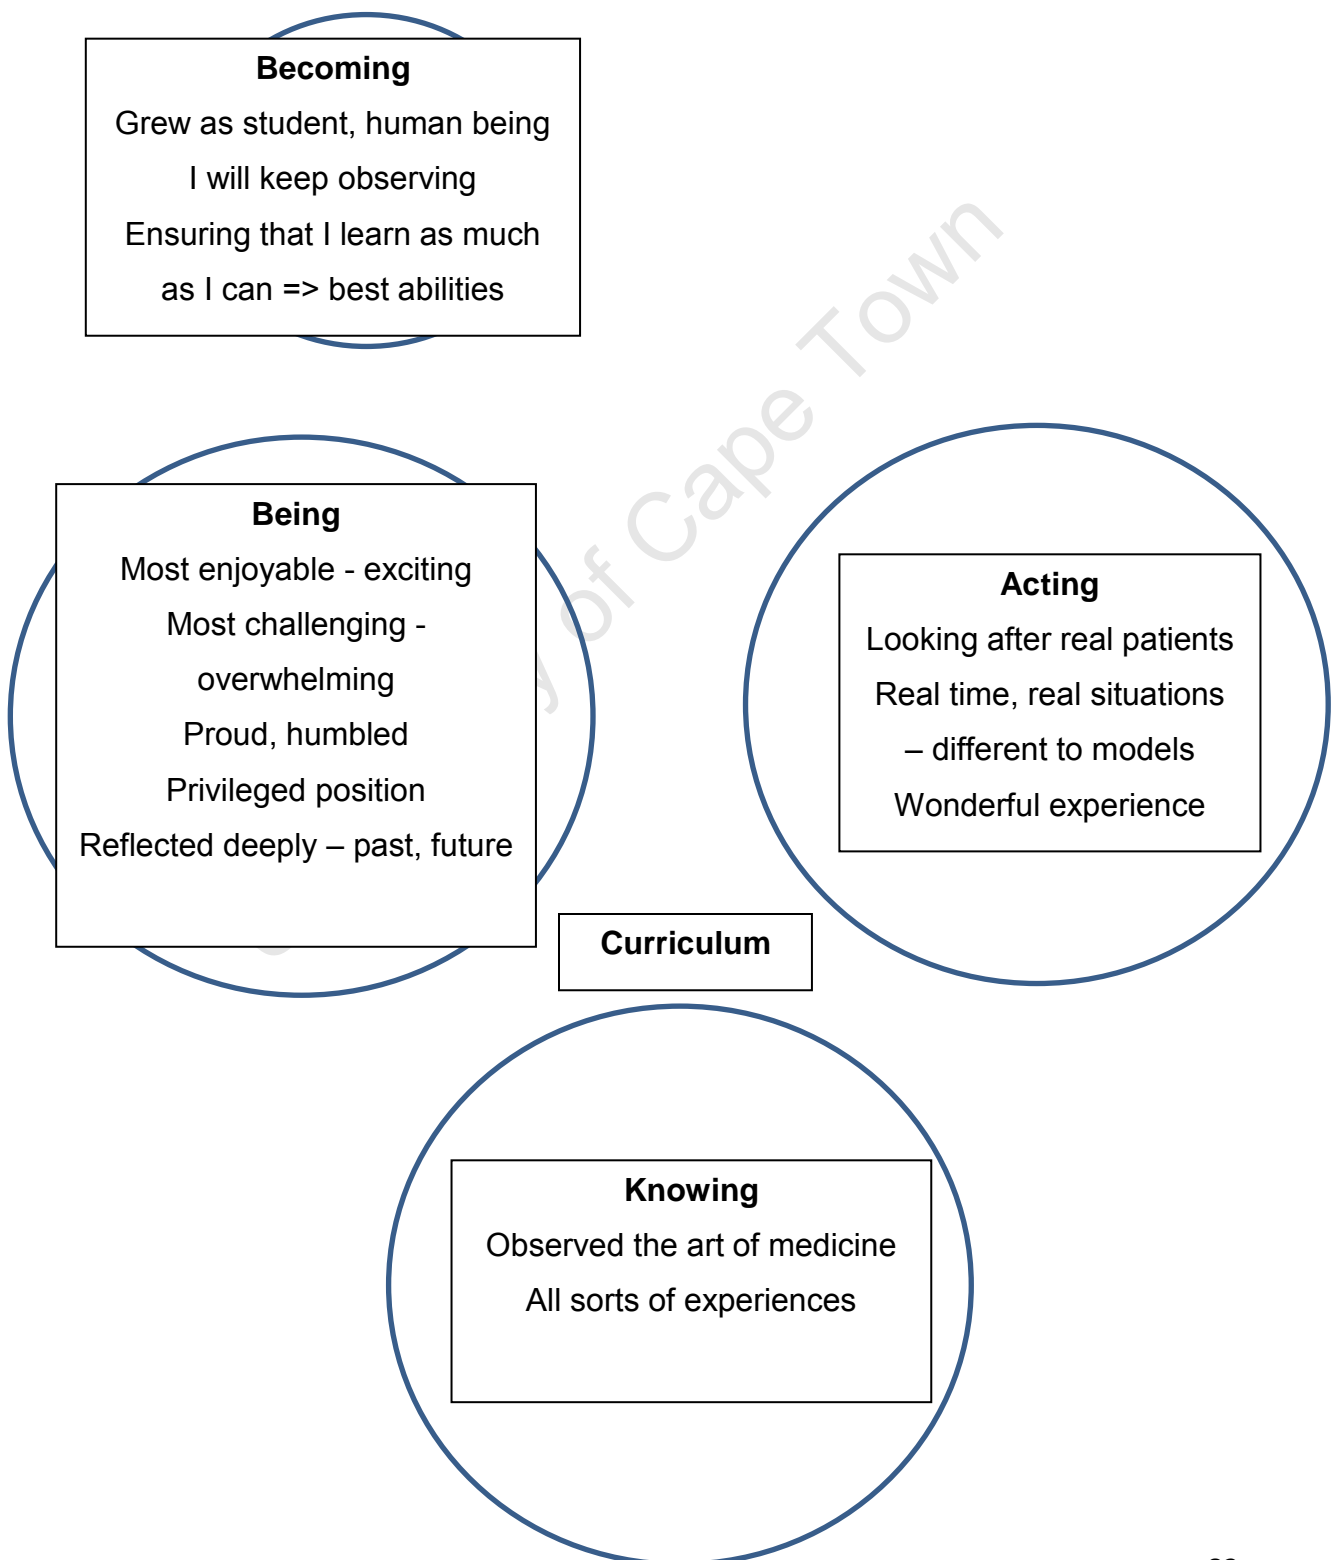 Becoming
Grew as student, human being
I will keep observing
Ensuring that I learn as much
as I can => best abilities
Being
Most enjoyable - exciting
Most challenging -
overwhelming
Proud, humbled
Privileged position
Reflected deeply – past, future
Acting
Looking after real patients
Real time, real situations
– different to models
Wonderful experience
Curriculum
Knowing
Observed the art of medicine
All sorts of experiences
of Cape Town